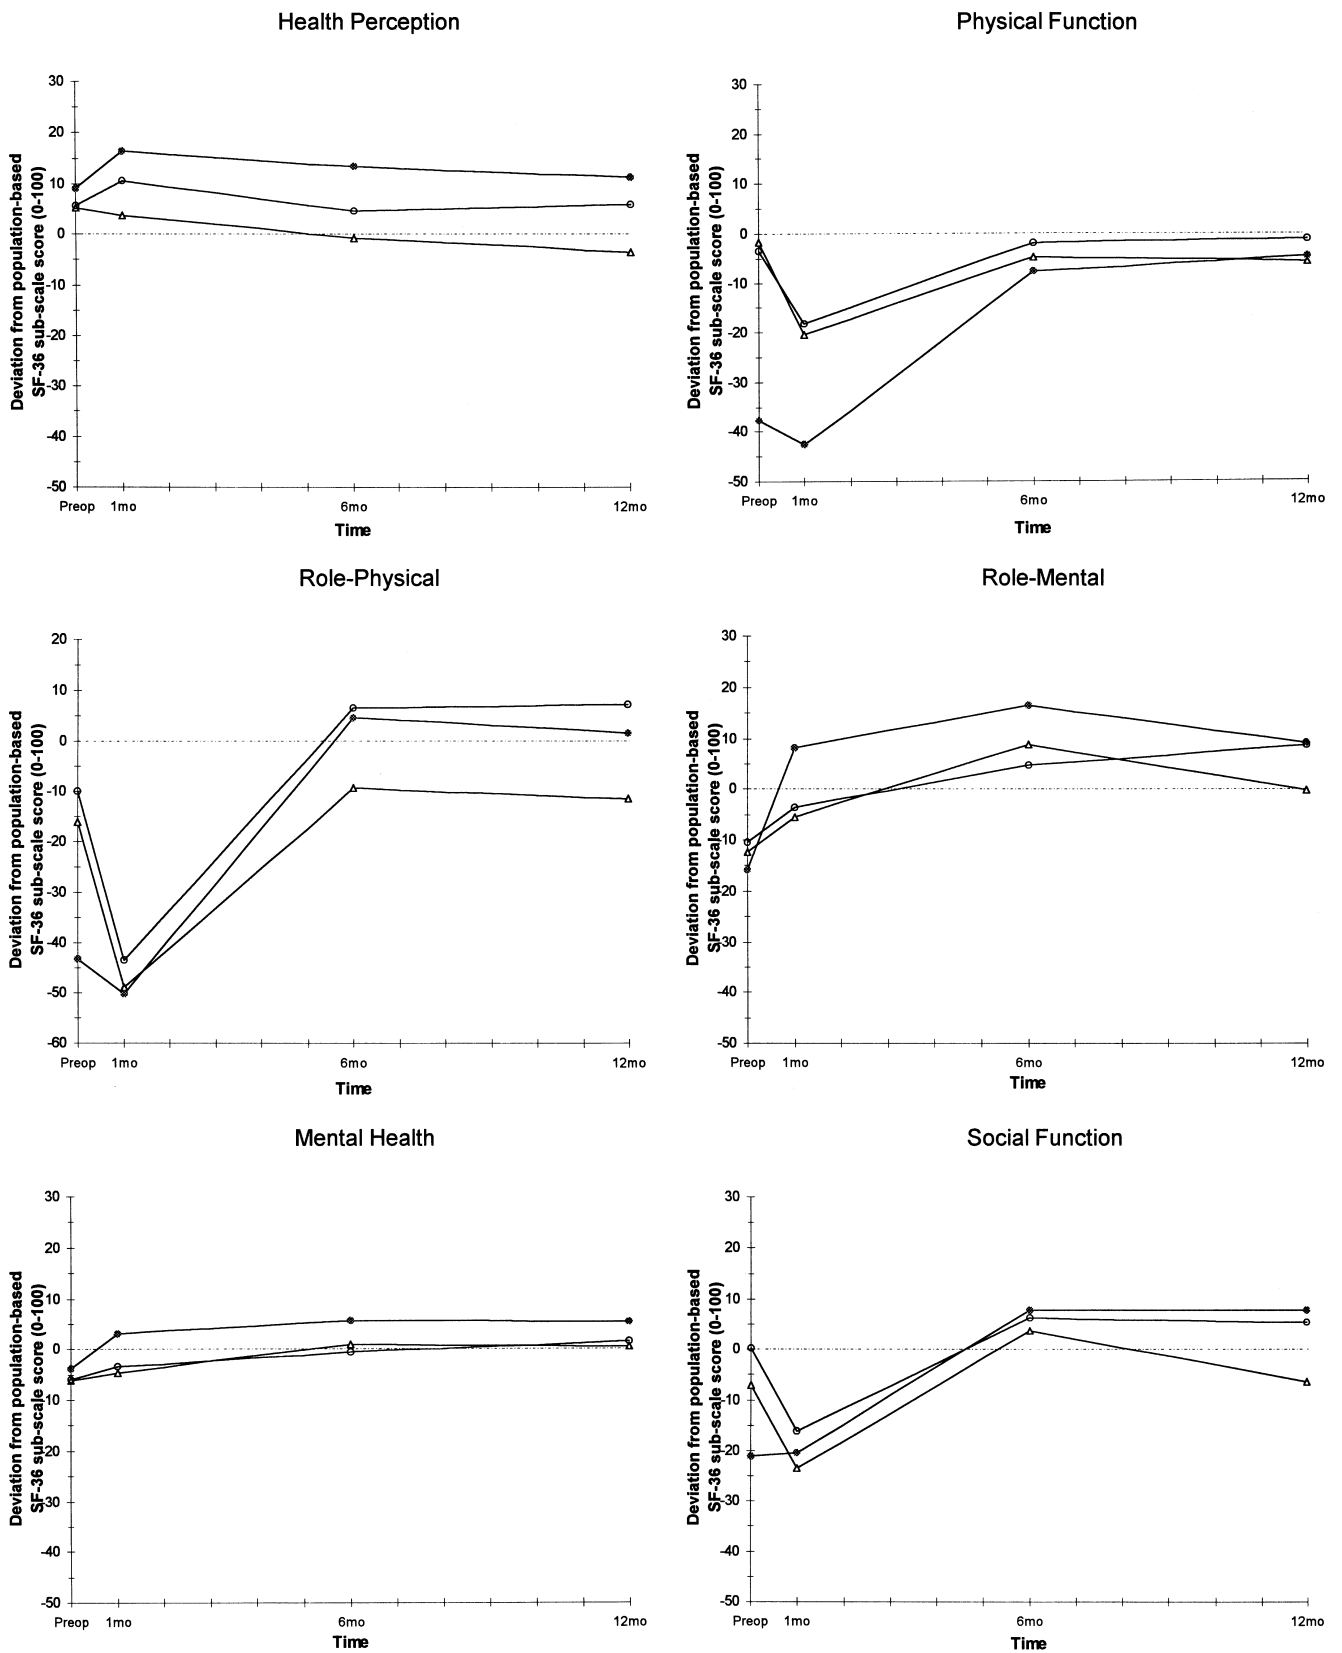 Health Perception
Deviation from population-based
SF-36 sub-scale score (0-100)
30
20
10
0
-10
-20
-30
-40
-50
Preop 1mo 6mo 12mo
Time
Physical Function
Deviation from population-based
SF-36 sub-scale score (0-100)
30
20
10
0
-10
-20
-30
-40
-50
Preop 1mo 6mo 12mo
Time
Role-Physical
Deviation from population-based
SF-36 sub-scale score (0-100)
20
10
0
-10
-20
-30
-40
-50
-60
Preop 1mo 6mo 12mo
Time
Role-Mental
Deviation from population-based
SF-36 sub-scale score (0-100)
30
20
10
0
-10
-20
-30
-40
-50
Preop 1mo 6mo 12mo
Time
Mental Health
Deviation from population-based
SF-36 sub-scale score (0-100)
30
20
10
0
-10
-20
-30
-40
-50
Preop 1mo 6mo 12mo
Time
Social Function
Deviation from population-based
SF-36 sub-scale score (0-100)
30
20
10
0
-10
-20
-30
-40
-50
Preop 1mo 6mo 12mo
Time